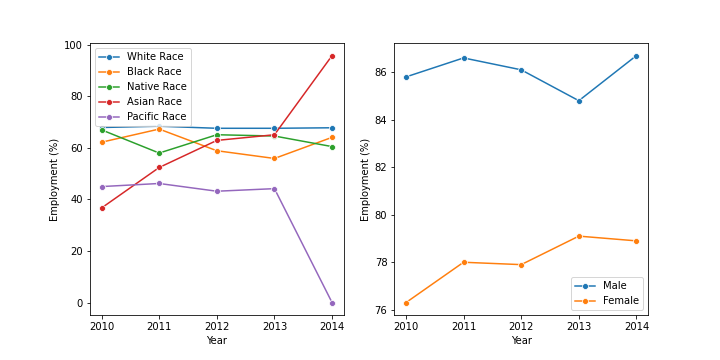 100
80
60
40
20
0
Employment (%)
White Race
Black Race
Native Race
Asian Race
Pacific Race
2010 2011 2012 2013 2014
Year
86
84
82
80
78
76
Employment (%)
Male
Female
2010 2011 2012 2013 2014
Year